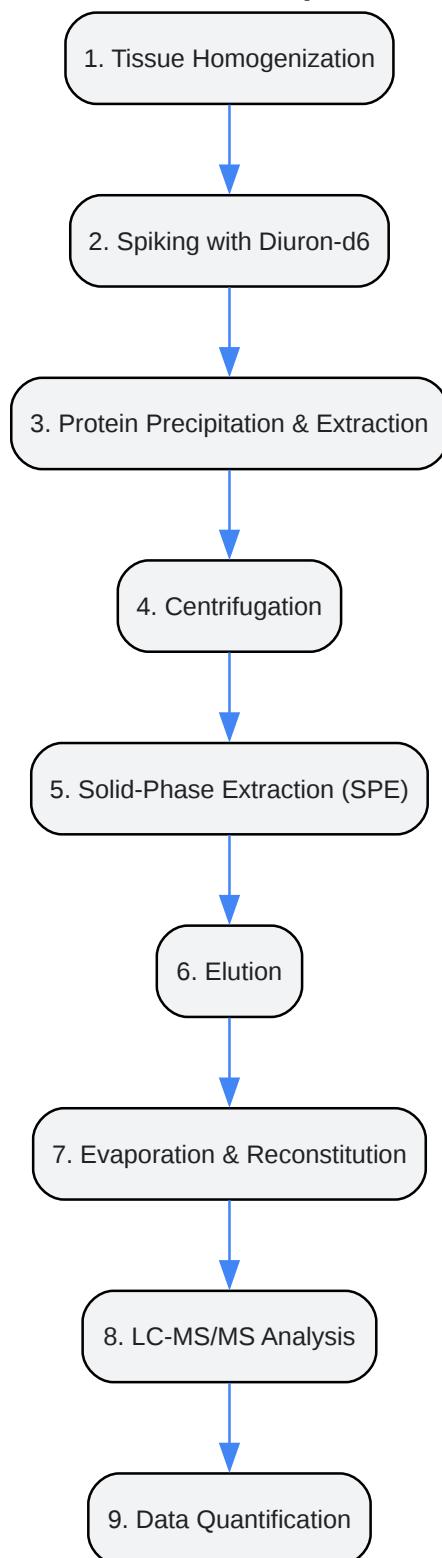 1. Tissue Homogenization
2. Spiking with Diuron-d6
3. Protein Precipitation & Extraction
4. Centrifugation
5. Solid-Phase Extraction (SPE)
6. Elution
7. Evaporation & Reconstitution
8. LC-MS/MS Analysis
9. Data Quantification